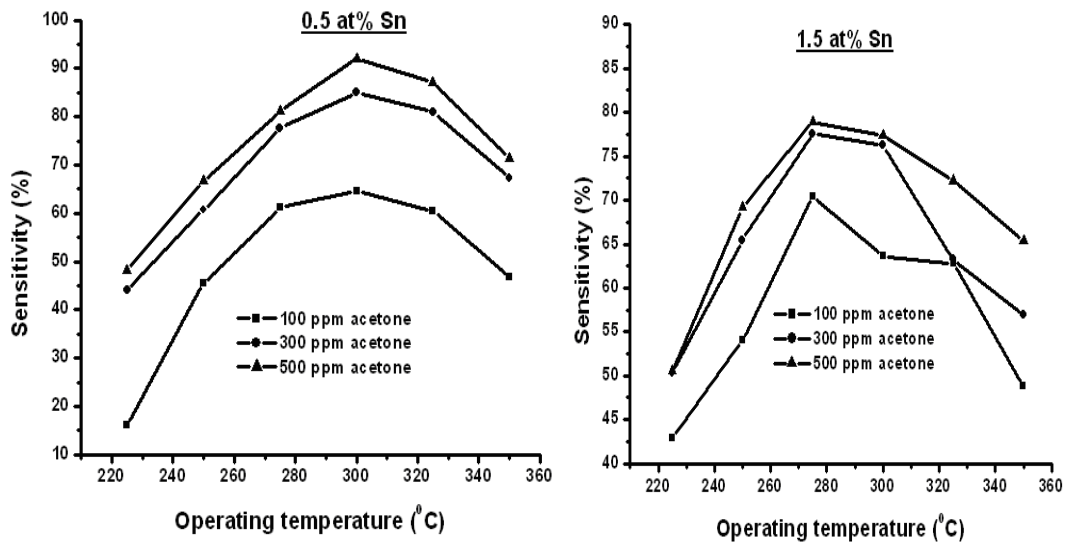 0.5 at% Sn
100
90
80
70
60
50
40
30
20
10
Sensitivity (%)
100 ppm acetone
300 ppm acetone
500 ppm acetone
220 240 260 280 300 320 340 360
Operating temperature (⁰C)
1.5 at% Sn
90
85
80
75
70
65
60
55
50
45
40
Sensitivity (%)
100 ppm acetone
300 ppm acetone
500 ppm acetone
220 240 260 280 300 320 340 360
Operating temperature (⁰C)